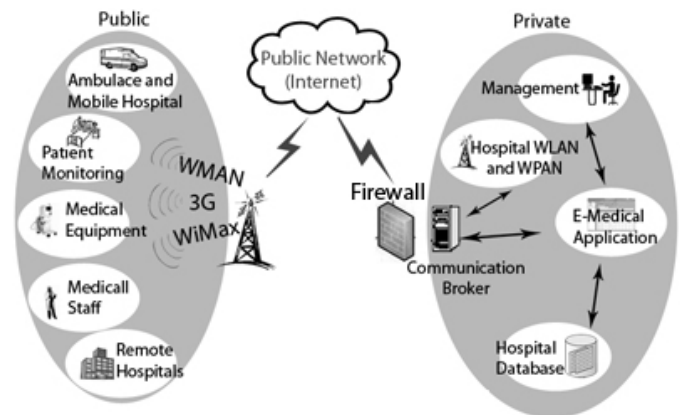 Public
Ambulace and
Mobile Hospital
Patient
Monitoring
Medical
Equipment
Medicall
Staff
Remote
Hospitals
WMAN
3G
WiMax
Public Network
(Internet)
Firewall
Communication
Broker
Private
Management
Hospital WLAN
and WPAN
E-Medical
Application
Hospital
Database